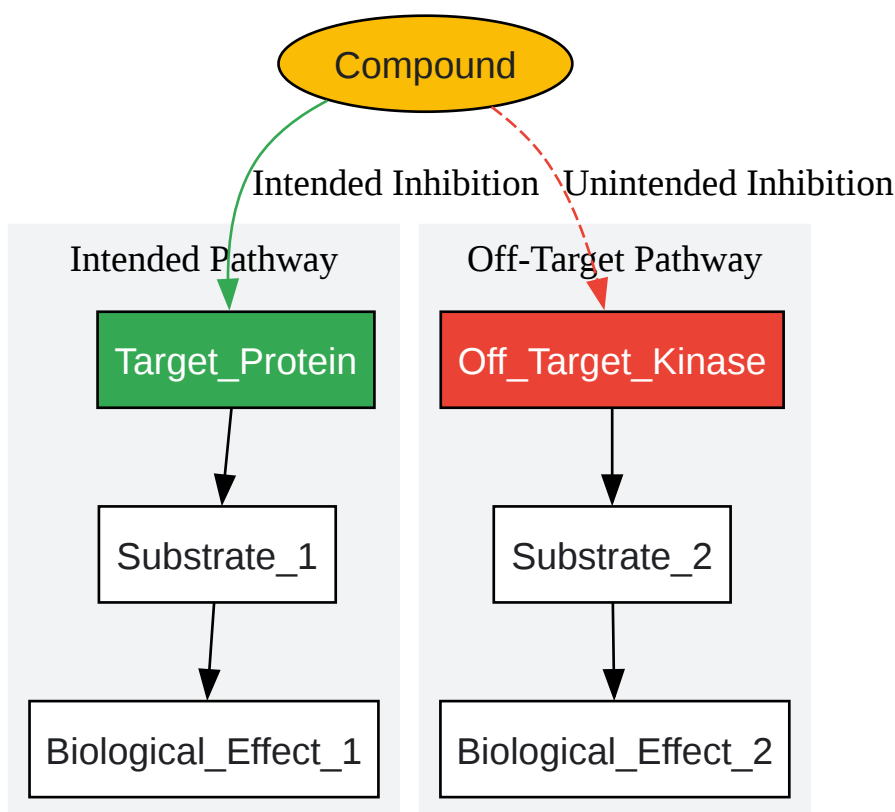 Compound
Intended Inhibition
Unintended Inhibition
Intended Pathway
Off-Target Pathway
Target_Protein
Off_Target_Kinase
Substrate_1
Substrate_2
Biological_Effect_1
Biological_Effect_2